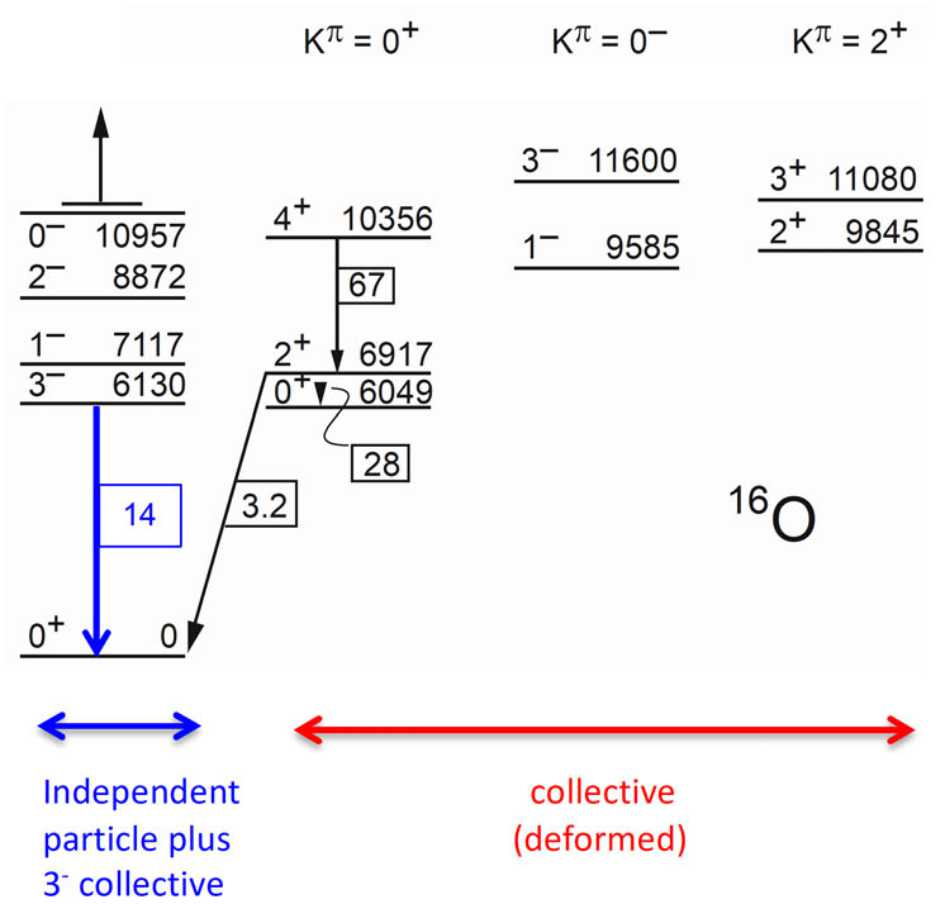 Kπ = 0+
Kπ = 0−
Kπ = 2+
3− 11600
3+ 11080
4+ 10356
2+ 9845
0− 10957
1− 9585
2− 8872
67
1− 7117
2+ 6917
3− 6130
0+ 6049
28
14
3.2
16O
0+ 0
Independent
particle plus
3- collective
collective
(deformed)